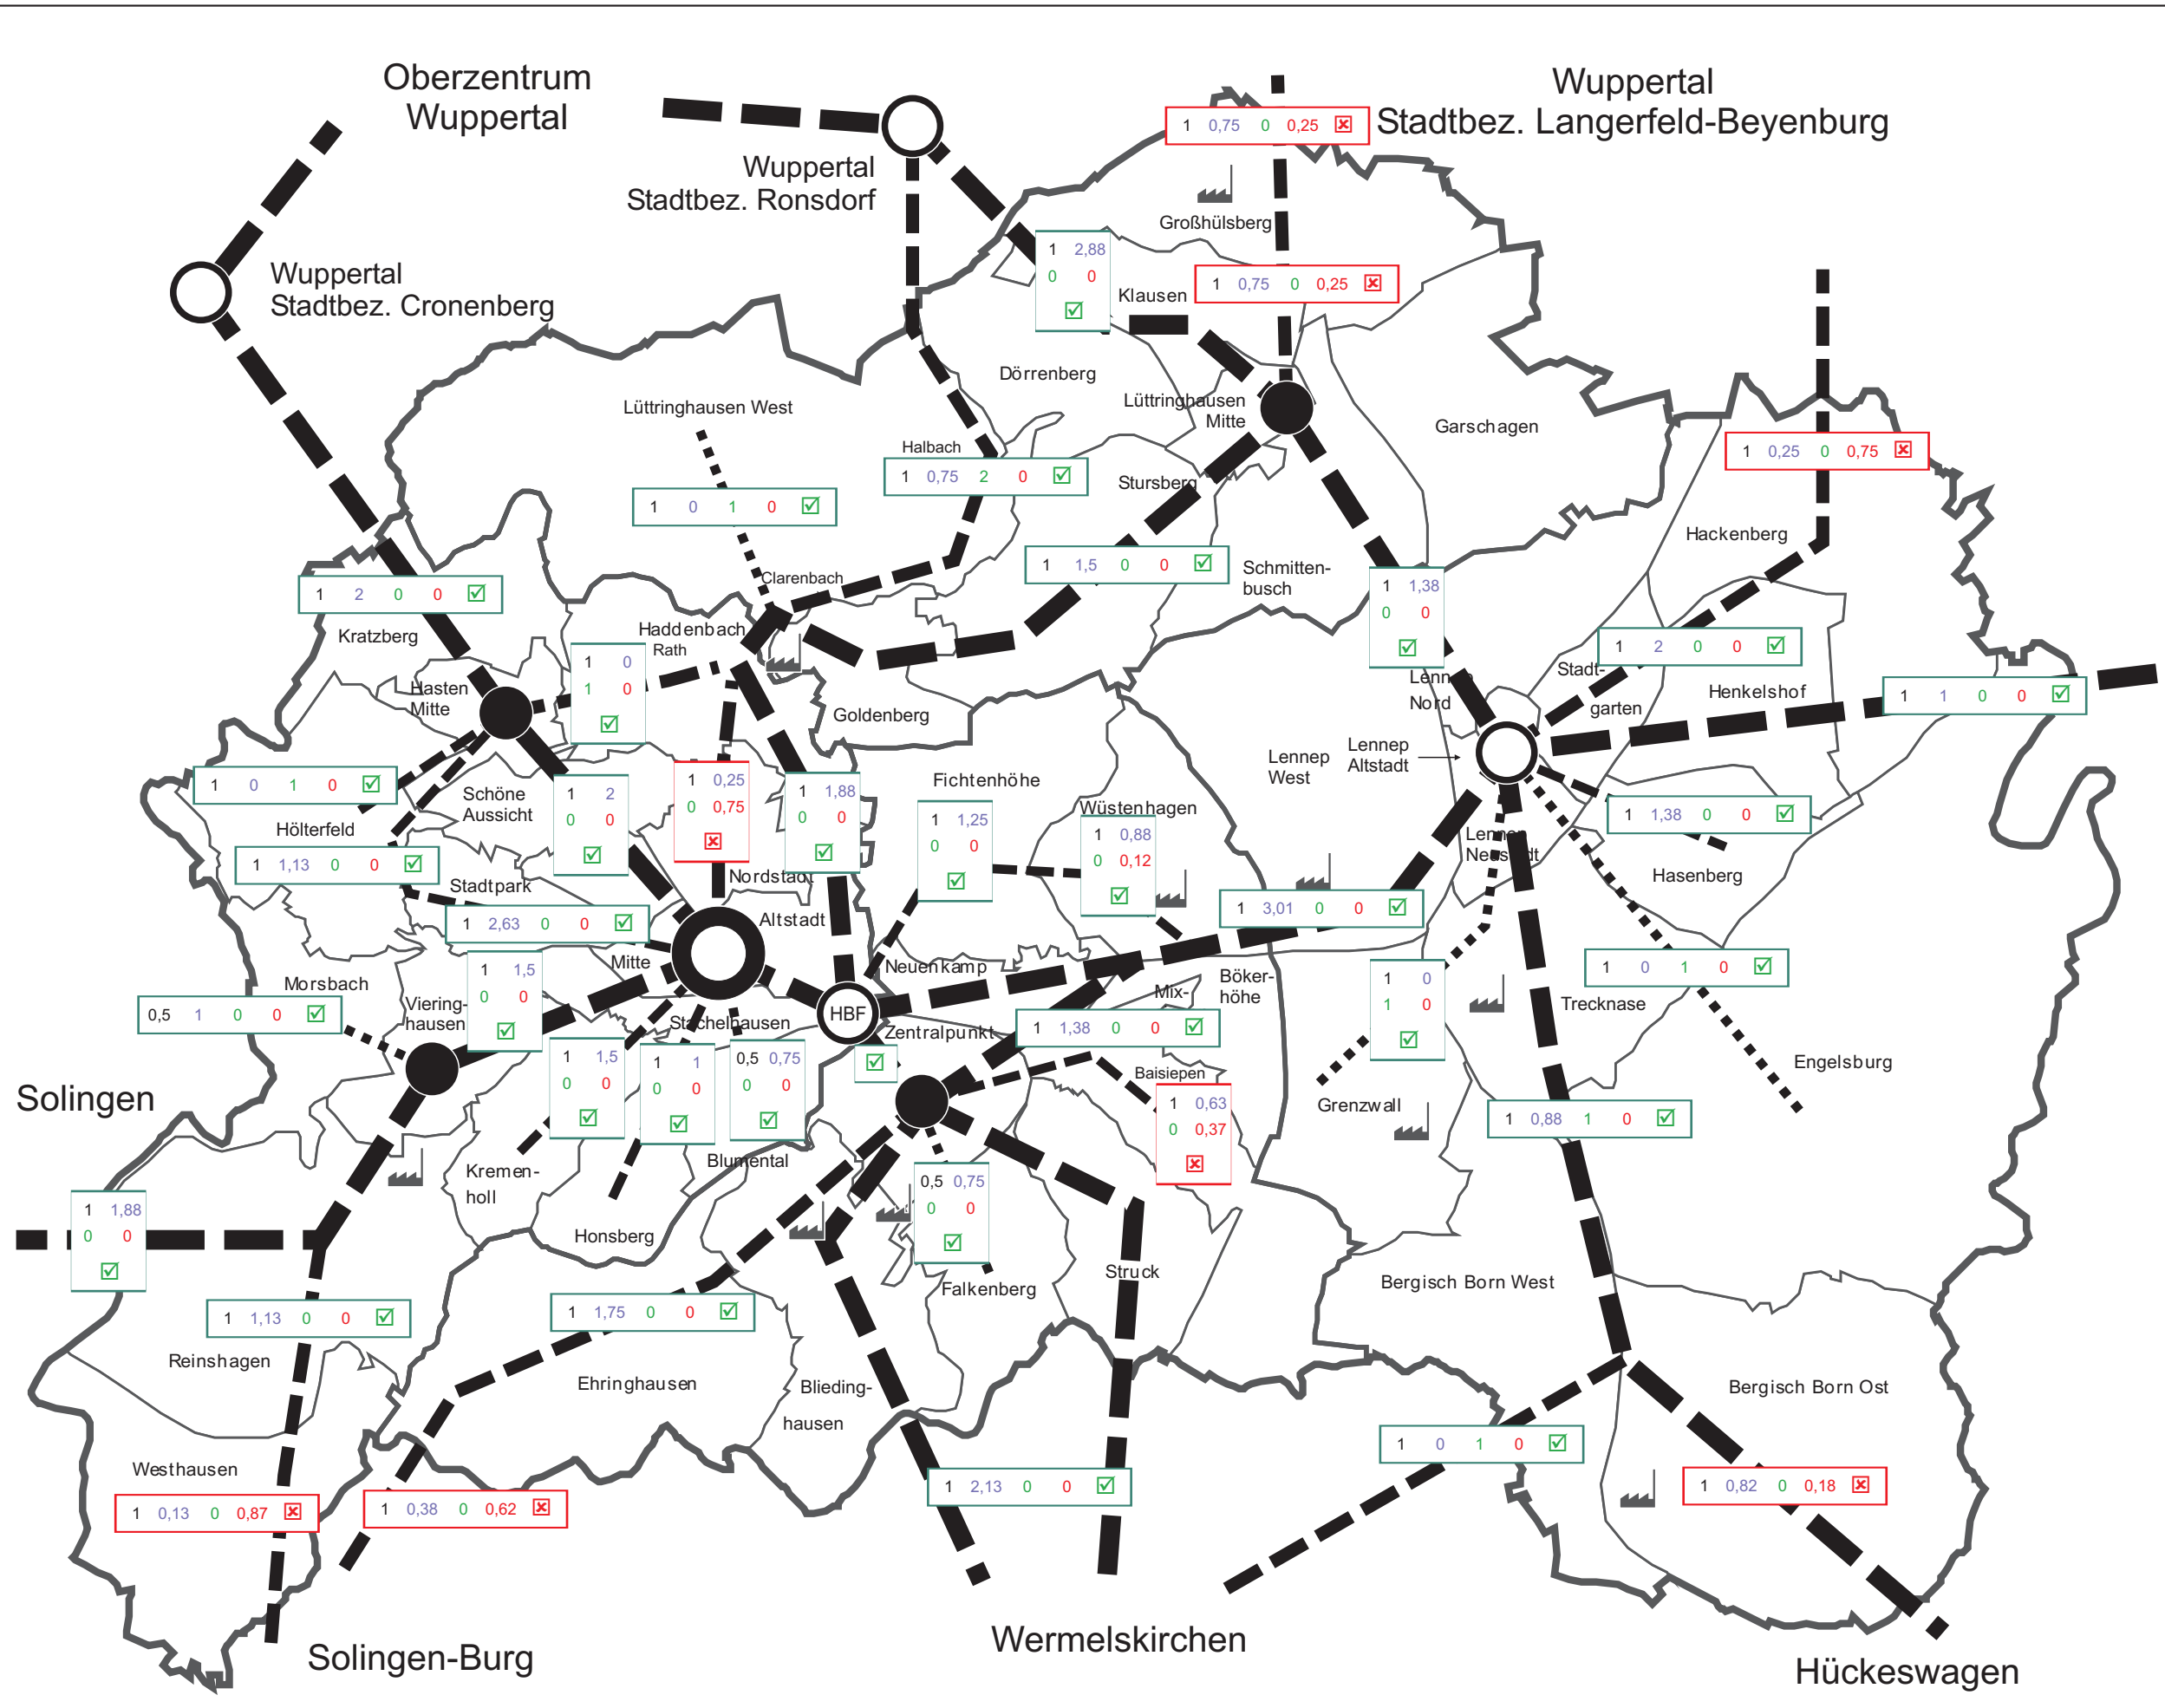 Oberzentrum
Wuppertal
Wuppertal
Stadtbez. Langerfeld-Beyenburg
1 0,75 0 0,25
Wuppertal
Stadtbez. Ronsdorf
Großhülsberg
1 2,88
0 0
Wuppertal
Stadtbez. Cronenberg
Klausen
1 0,75 0 0,25
Dörrenberg
Lüttringhausen West
Lüttringhausen
Mitte
Garschagen
Halbach
1 0,75 2 0
1 0,25 0 0,75
Stursberg
1 0 1 0
Hackenberg
1 1,5 0 0
Schmitten-
busch
Clarenbach
1 2 0 0
1 1,38
0 0
Kratzberg
Haddenbach
Rath
1 0
1 0
1 2 0 0
Stadt-
garten
Henkelshof
1 1 0 0
Hasten
Mitte
Lennep
Nord
Goldenberg
Lennep
West
Lennep
Altstadt
1 0 1 0
Schöne
Aussicht
1 2
0 0
1 0,25
0 0,75
1 1,88
0 0
Fichtenhöhe
1 1,25
0 0
Wüstenhagen
1 0,88
0 0,12
1 1,38 0 0
Hölterfeld
Lennep
Neustadt
1 1,13 0 0
Hasenberg
Stadtpark
Nordstadt
1 2,63 0 0
Altstadt
1 3,01 0 0
Mitte
Neuenkamp
1 0 1 0
Morsbach
1 1,5
0 0
Böker-
höhe
1 0
1 0
Mix-
Viering-
hausen
0,5 1 0 0
Stachelhausen
HBF
Zentralpunkt
1 1,38 0 0
Trecknase
1 1,5
0 0
1 1
0 0
0,5 0,75
0 0
Engelsburg
Baisiepen
1 0,63
0 0,37
Solingen
Grenzwall
1 0,88 1 0
Blumental
Kremen-
holl
0,5 0,75
0 0
1 1,88
0 0
Honsberg
Struck
Falkenberg
Bergisch Born West
1 1,13 0 0
1 1,75 0 0
Reinshagen
Ehringhausen
Blieding-
hausen
Bergisch Born Ost
1 0 1 0
Westhausen
1 0,13 0 0,87
1 0,38 0 0,62
1 2,13 0 0
1 0,82 0 0,18
Wermelskirchen
Solingen-Burg
Hückeswagen